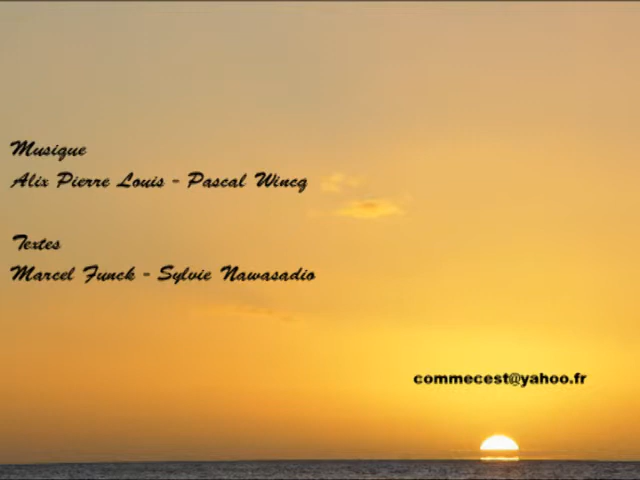 Musique
Alix Pierre Louis - Pascal Wincq
Textes
Marcel Funck - Sylvie Nawasadio
commecest@yahoo.fr